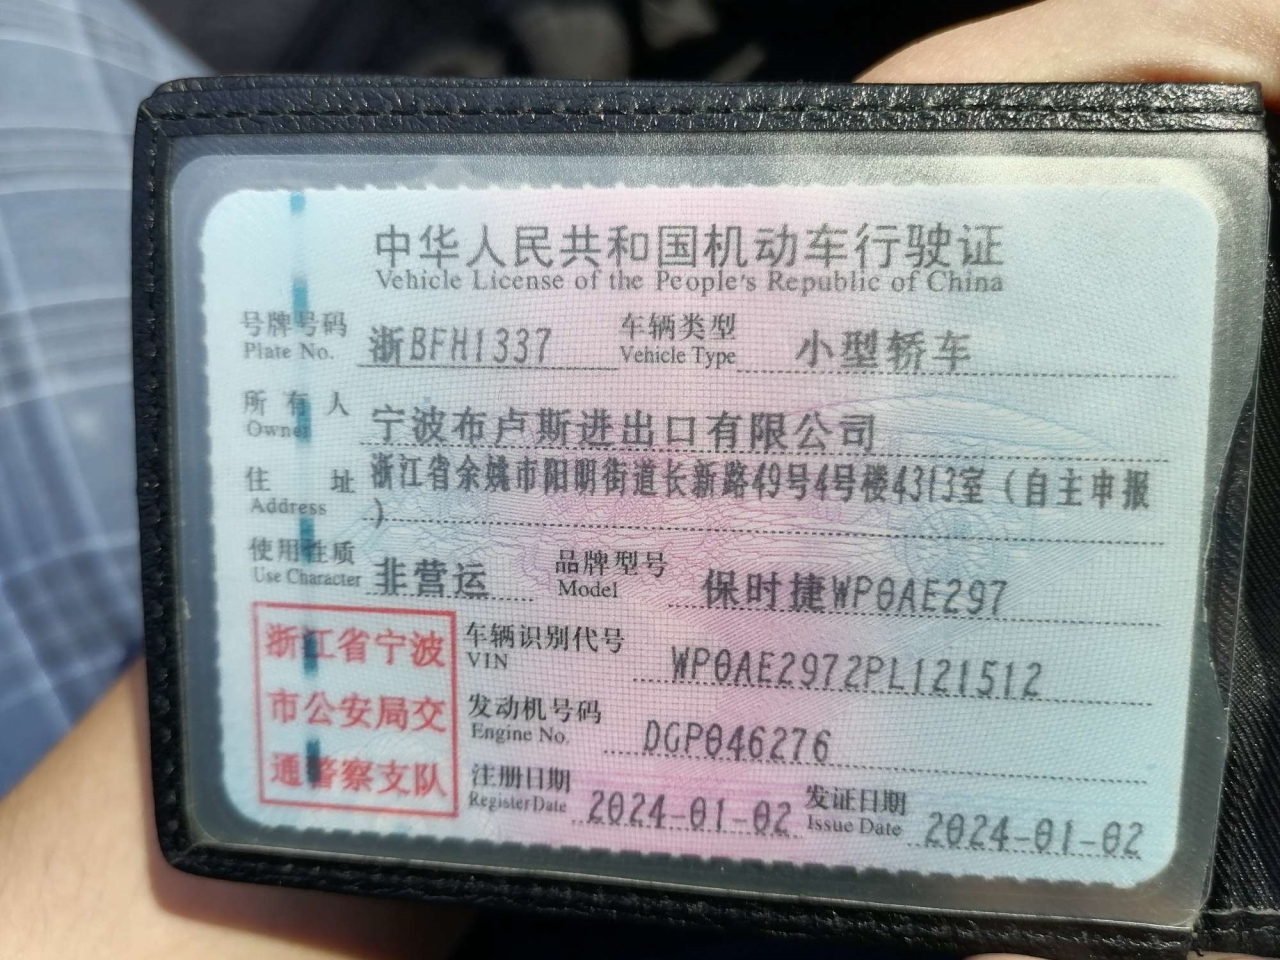 中华人民共和国机动车行驶证
Vehicle License of the People's Republic of China
号牌号码 浙BFH1337 车辆类型 小型轿车
Plate No. Vehicle Type
所有人 宁波布卢斯进出口有限公司
Owner
住址 浙江省余姚市阳明街道长新路49号4号楼4313室（自主申报
Address ）
使用性质 非营运 品牌型号 保时捷WP0AE297
Use Character Model
浙江省宁波
市公安局交
通警察支队
车辆识别代号 WP0AE2972PL121512
VIN
发动机号码 DGP046276
Engine No.
注册日期 2024-01-02 发证日期 2024-01-02
Register Date Issue Date